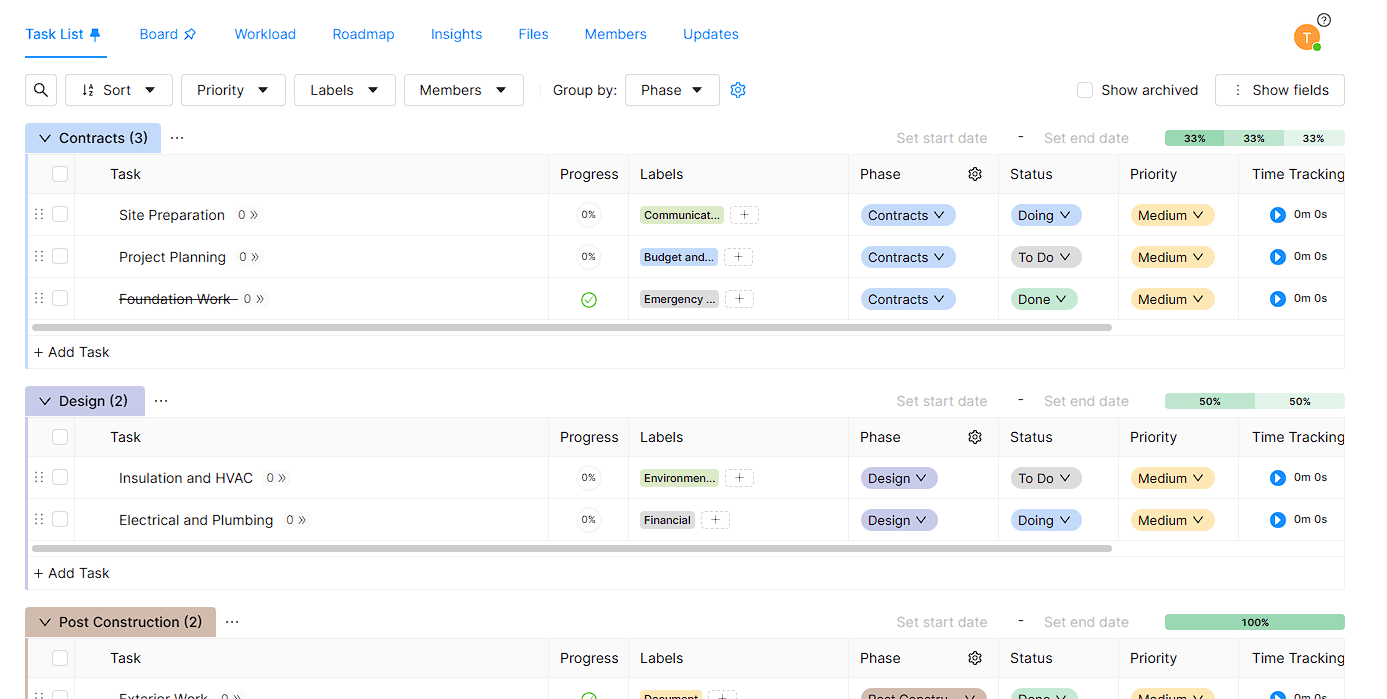 Task List Board Workload Roadmap Insights Files Members Updates
?
T
Sort Priority Labels Members Group by: Phase Show archived Show fields
Contracts (3) ... Set start date - Set end date 33% 33% 33%
Task Progress Labels Phase Status Priority Time Tracking
Site Preparation 0 » 0% Communicat... + Contracts Doing Medium 0m 0s
Project Planning 0 » 0% Budget and... + Contracts To Do Medium 0m 0s
Foundation Work 0 » Emergency ... + Contracts Done Medium 0m 0s
+ Add Task
Design (2) ... Set start date - Set end date 50% 50%
Task Progress Labels Phase Status Priority Time Tracking
Insulation and HVAC 0 » 0% Environmen... + Design To Do Medium 0m 0s
Electrical and Plumbing 0 » 0% Financial + Design Doing Medium 0m 0s
+ Add Task
Post Construction (2) ... Set start date - Set end date 100%
Task Progress Labels Phase Status Priority Time Tracking
Exterior Work 0 » Document + Post Constru... Done Medium 0m 0s